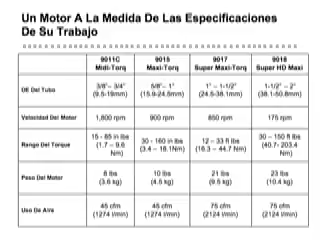 Un Motor A La Medida De Las Especificaciones
De Su Trabajo
9011C 9015 9017 9018
Midi-Torq Maxi-Torq Super Maxi-Torq Super HD Maxi
OE Del Tubo
3/8"– 3/4" 5/8"– 1" 1" – 1-1/2" 1-1/2" – 2"
(9.5-19mm) (15.9-24.5mm) (24.5-38.1mm) (38.1-50.8mm)
Velocidad Del Motor 1,800 rpm 900 rpm 850 rpm 175 rpm
Rango Del Torque
15 - 85 in lbs 30 - 160 in lbs 12 – 33 ft lbs 30 – 150 ft lbs
(1.7 – 9.6 Nm) (3.4 – 18.1Nm) (16.3 – 44.7 Nm) (40.7- 203.4 Nm)
Peso Del Motor
8 lbs 10 lbs 21 lbs 23 lbs
(3.6 kg) (4.5 kg) (9.5 kg) (10.4 kg)
Uso De Aire
45 cfm 45 cfm 75 cfm 75 cfm
(1274 l/min) (1274 l/min) (2124 l/min) (2124 l/min)